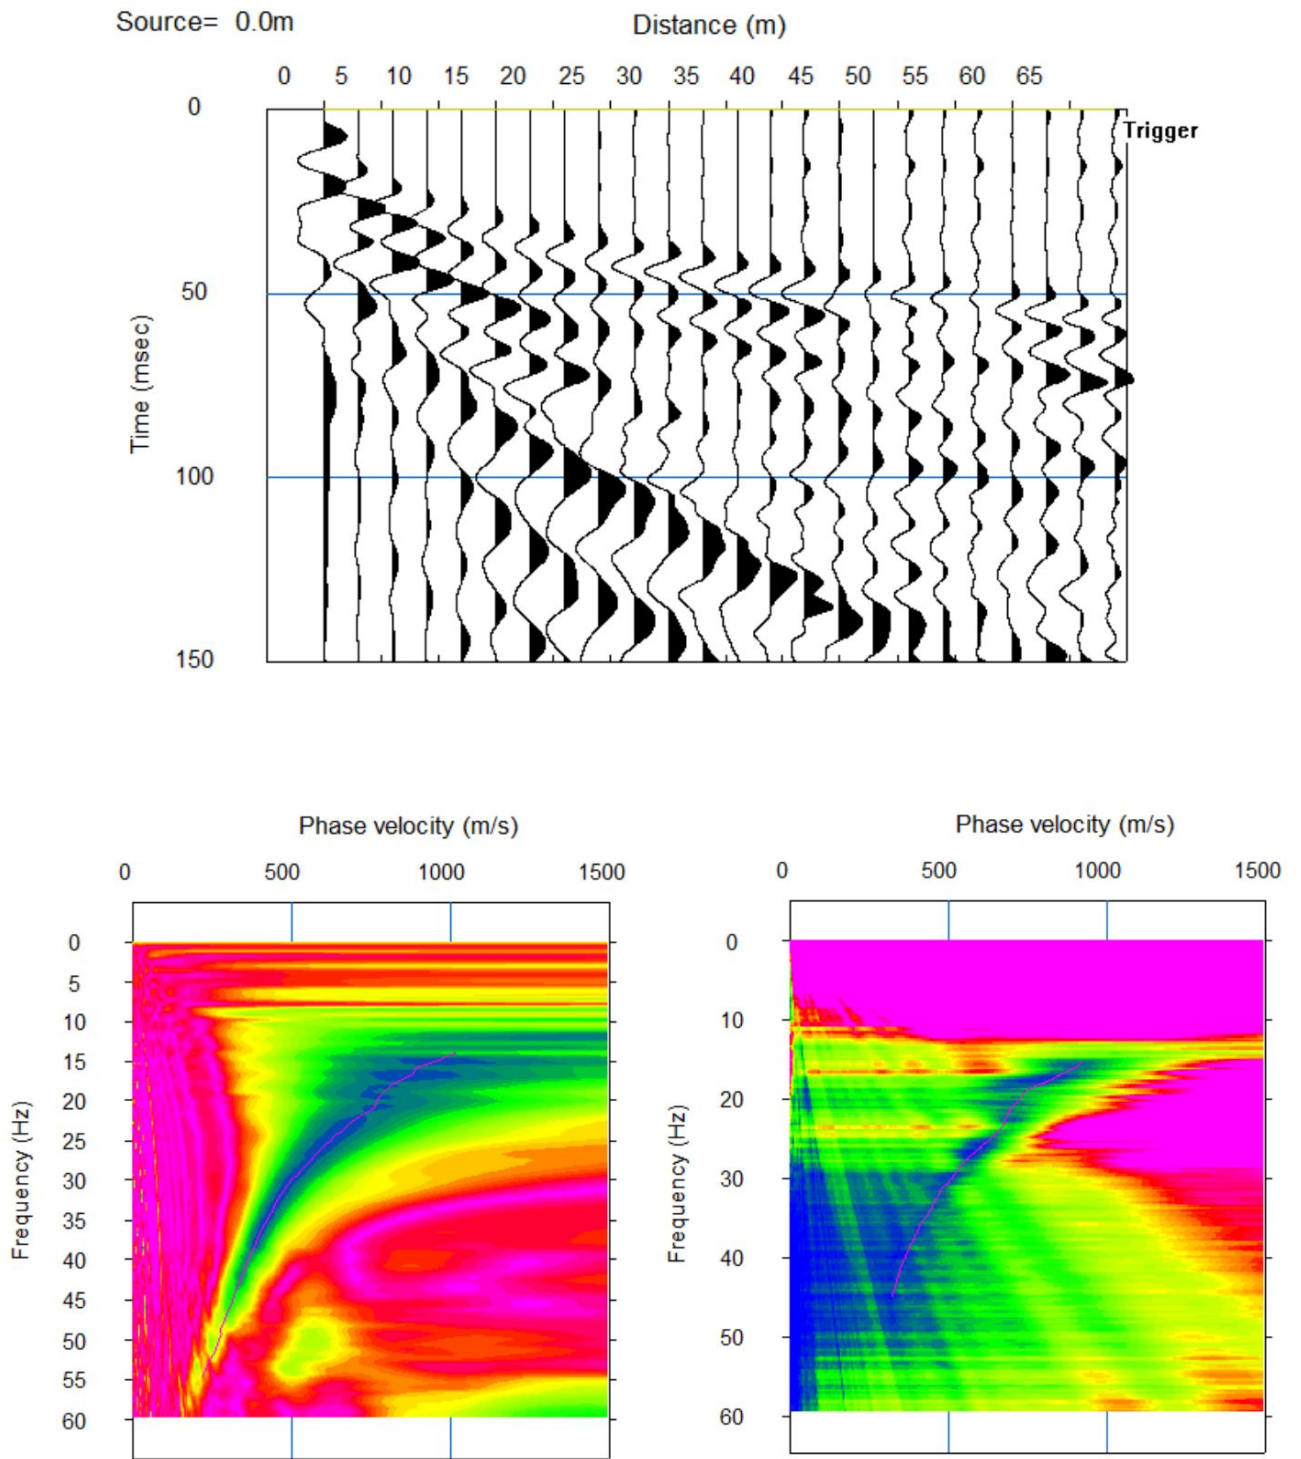 Source= 0.0m
Distance (m)
0 5 10 15 20 25 30 35 40 45 50 55 60 65
0
Trigger
50
Time (msec)
100
150
Phase velocity (m/s)
0 500 1000 1500
0
5
10
15
20
25
30
35
40
45
50
55
60
Frequency (Hz)
Phase velocity (m/s)
0 500 1000 1500
0
10
20
30
40
50
60
Frequency (Hz)